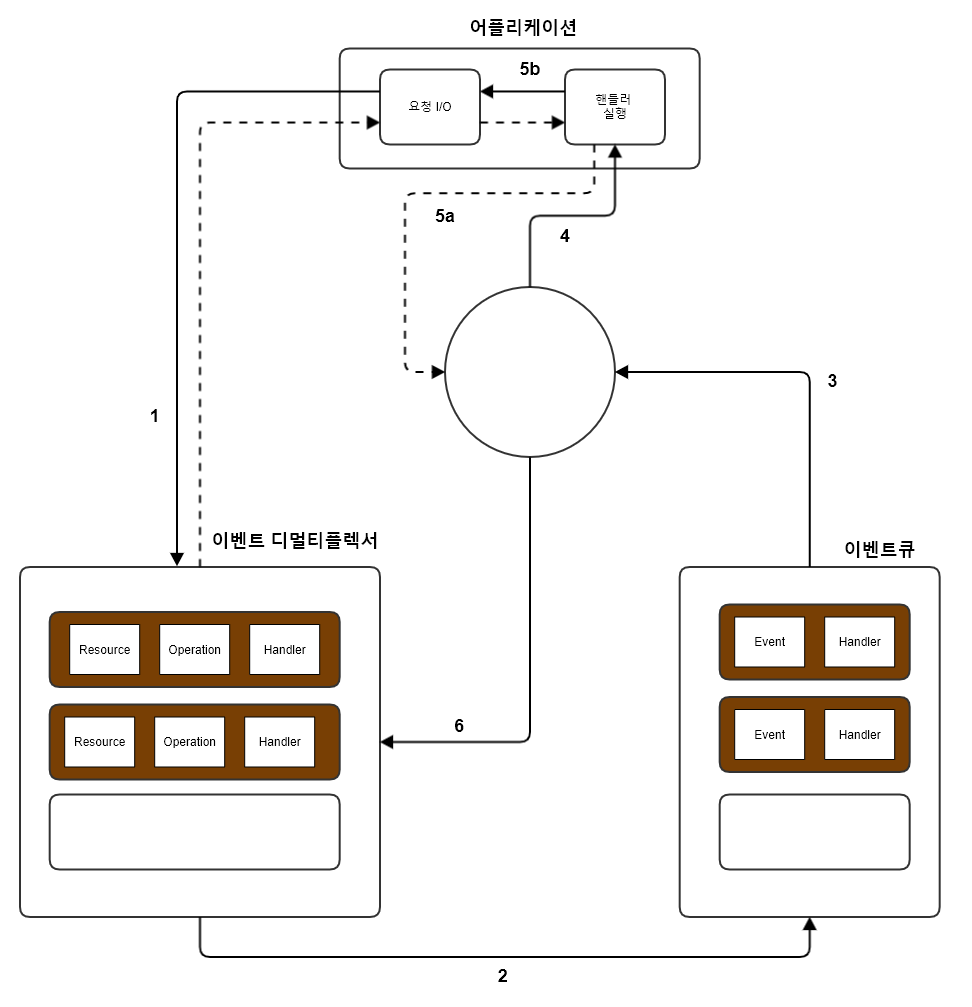 어플리케이션
5b
요청 I/O
핸들러
실행
5a
4
3
1
이벤트 디멀티플렉서
이벤트큐
Resource
Operation
Handler
Event
Handler
Resource
Operation
Handler
Event
Handler
6
2